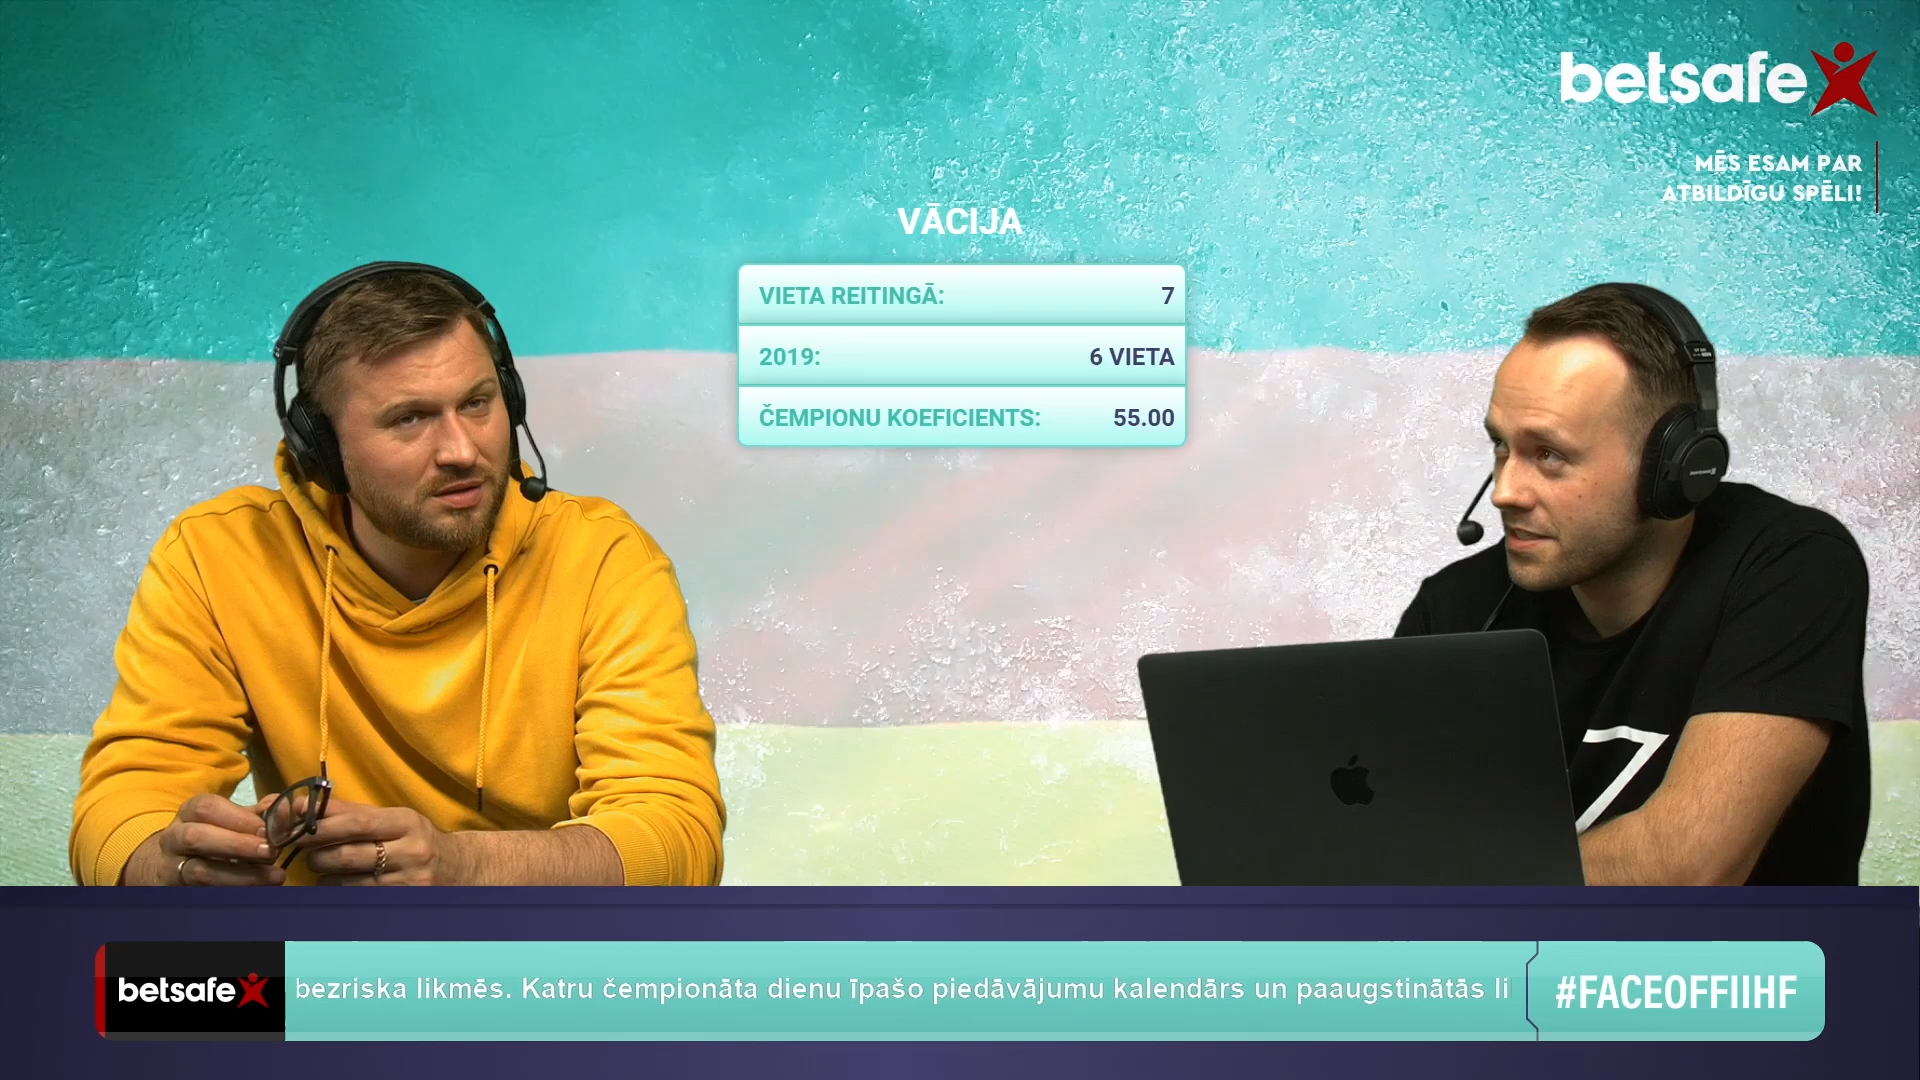 betsafe
MĒS ESAM PAR
ATBILDĪGU SPĒLI!
VĀCIJA
VIETA REITINGĀ: 7
2019: 6 VIETA
ČEMPIONU KOEFICIENTS: 55.00
7
betsafe
bezriska likmēs. Katru čempionāta dienu īpašo piedāvājumu kalendārs un paaugstinātās li
#FACEOFFIIHF